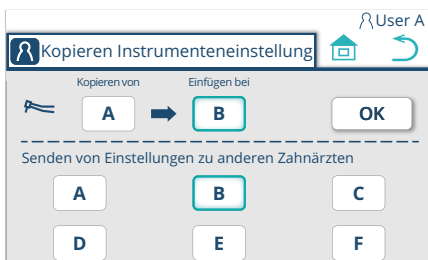 User A
Kopieren Instrumenteneinstellung
Kopieren von Einfügen bei
A B OK
Senden von Einstellungen zu anderen Zahnärzten
A B C
D E F